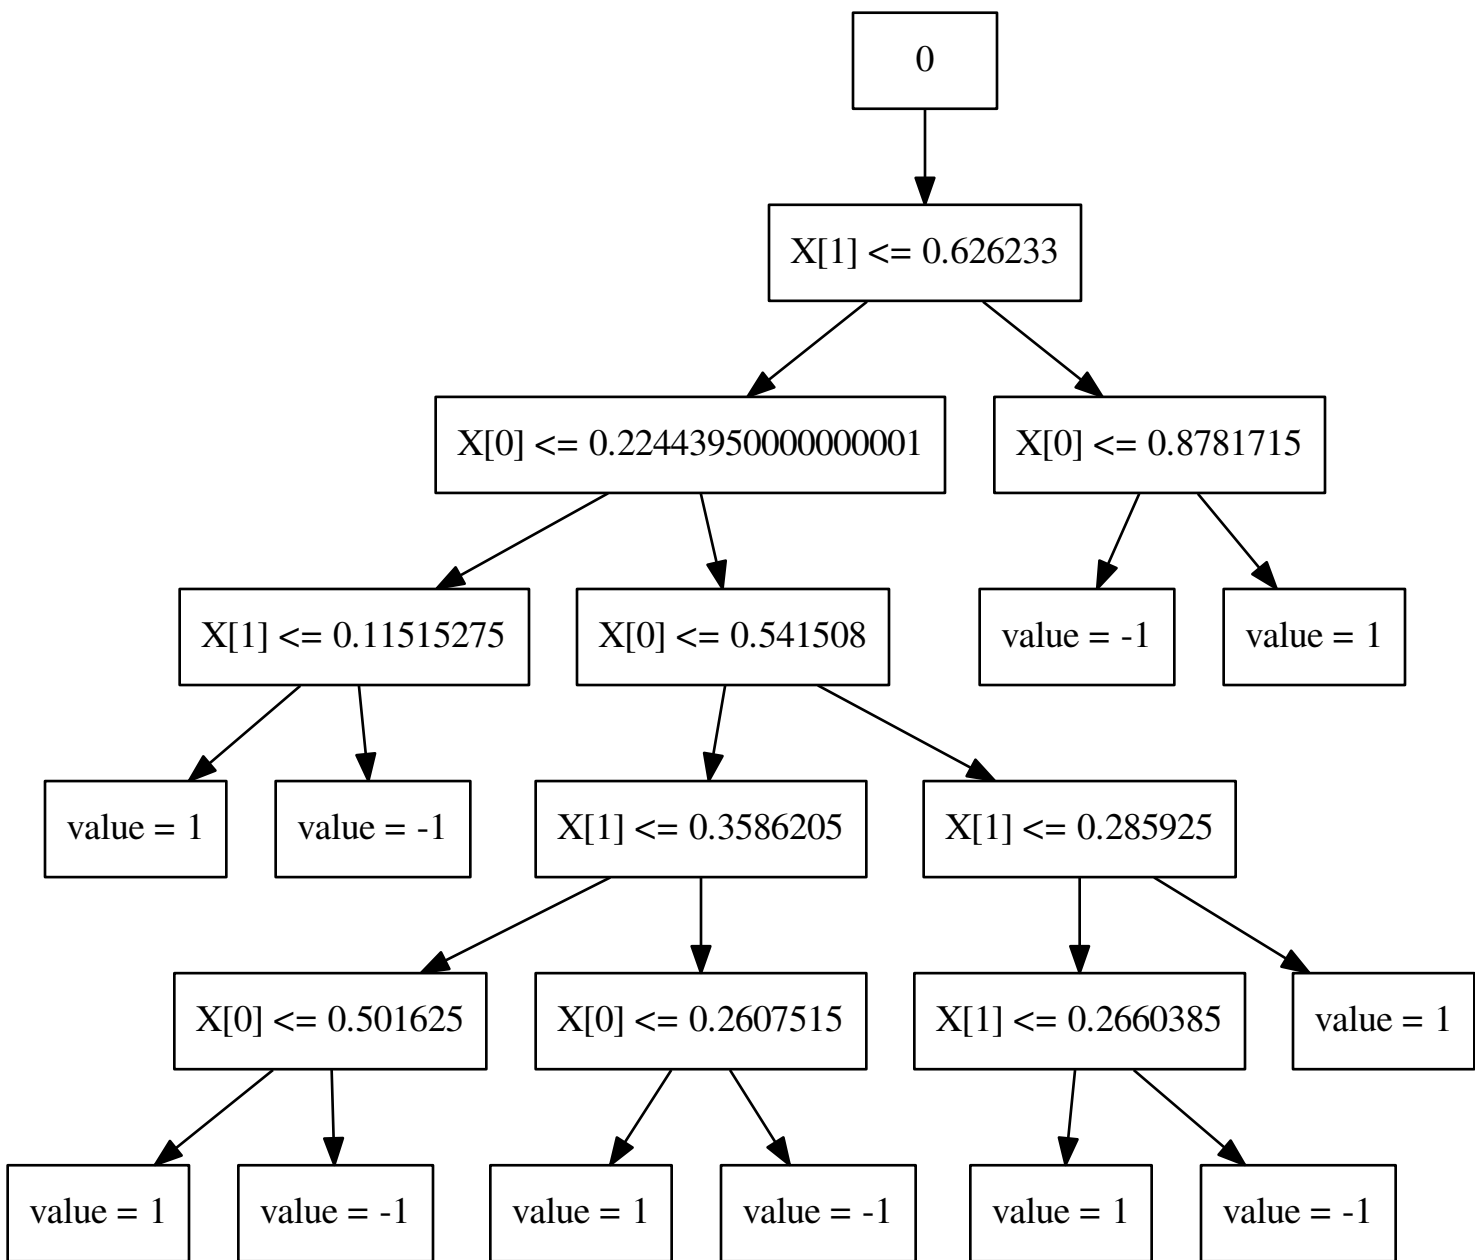 0
X[1] <= 0.626233
X[0] <= 0.22443950000000001
X[0] <= 0.8781715
X[1] <= 0.11515275
X[0] <= 0.541508
value = -1
value = 1
value = 1
value = -1
X[1] <= 0.3586205
X[1] <= 0.285925
X[0] <= 0.501625
X[0] <= 0.2607515
X[1] <= 0.2660385
value = 1
value = 1
value = -1
value = 1
value = -1
value = 1
value = -1